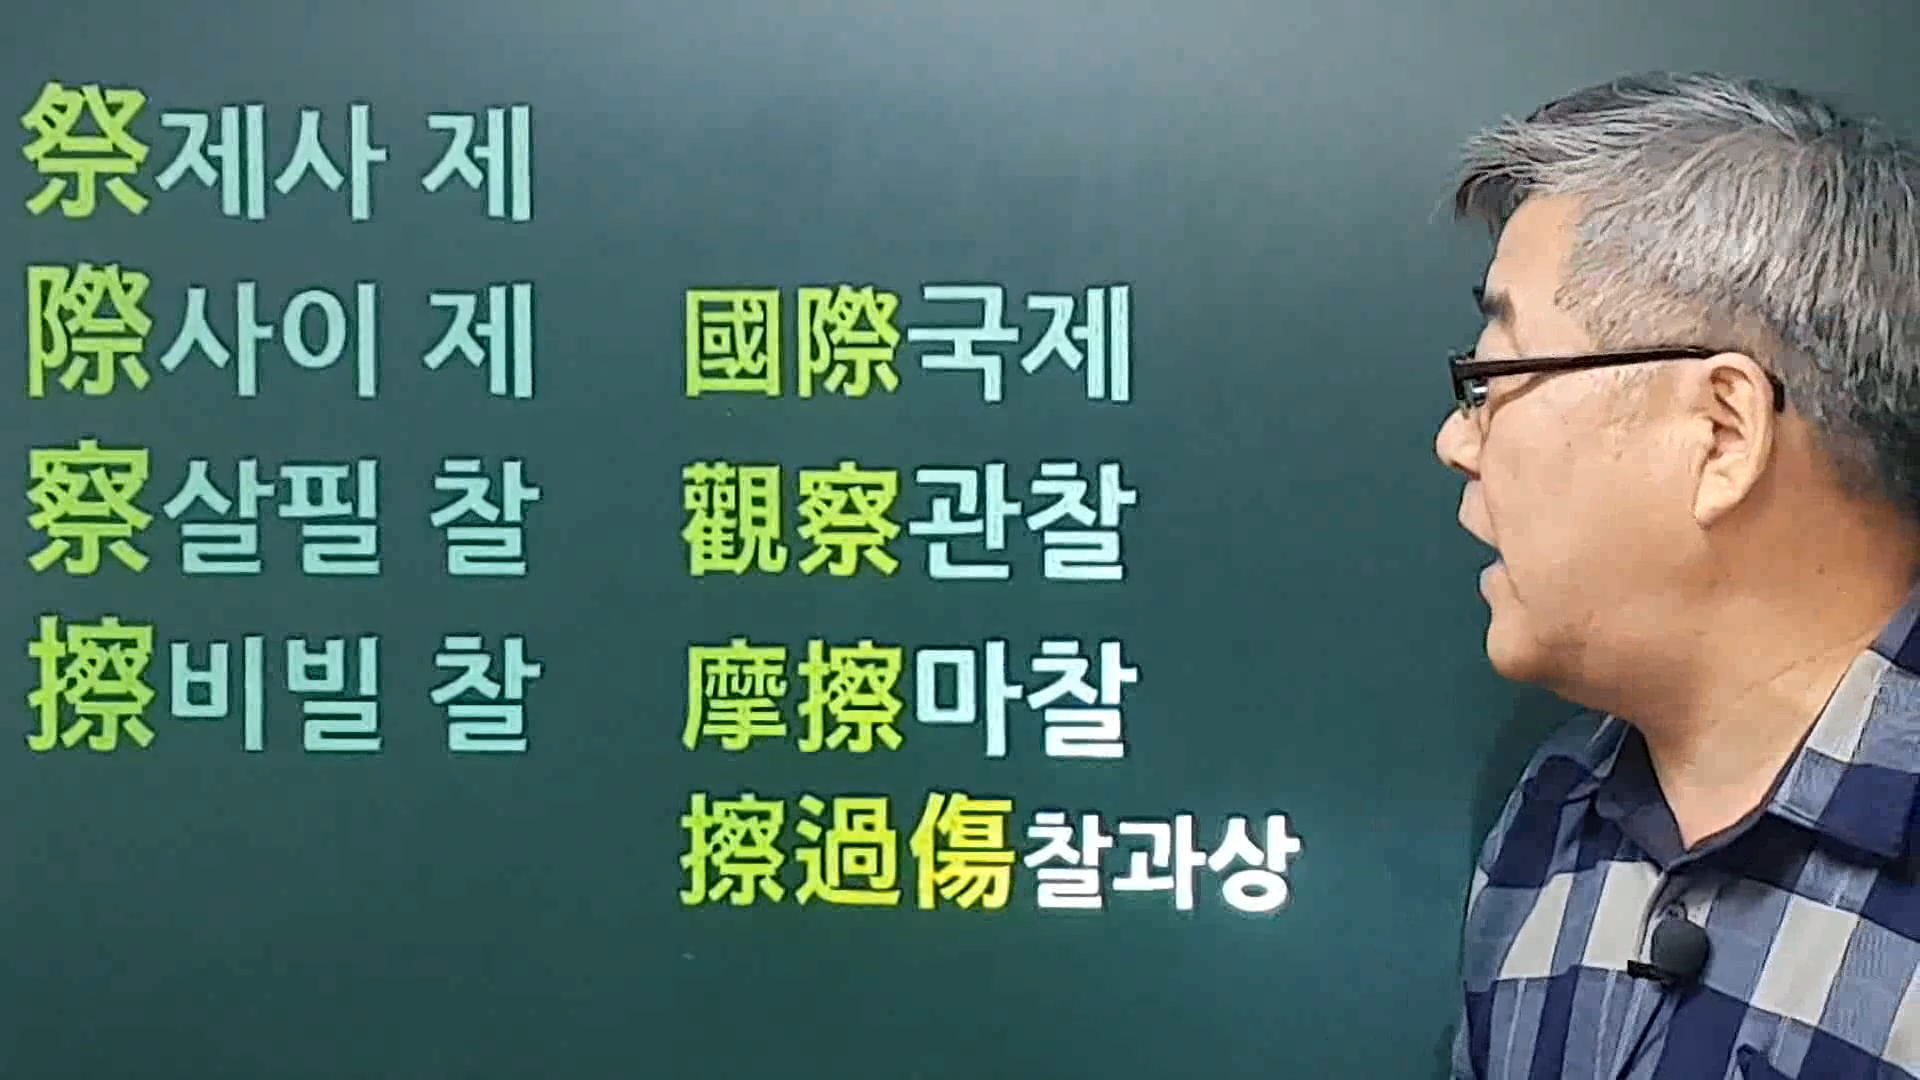 祭제사 제
際사이 제 國際국제
察살필 찰 觀察관찰
擦비빌 찰 摩擦마찰
擦過傷찰과상